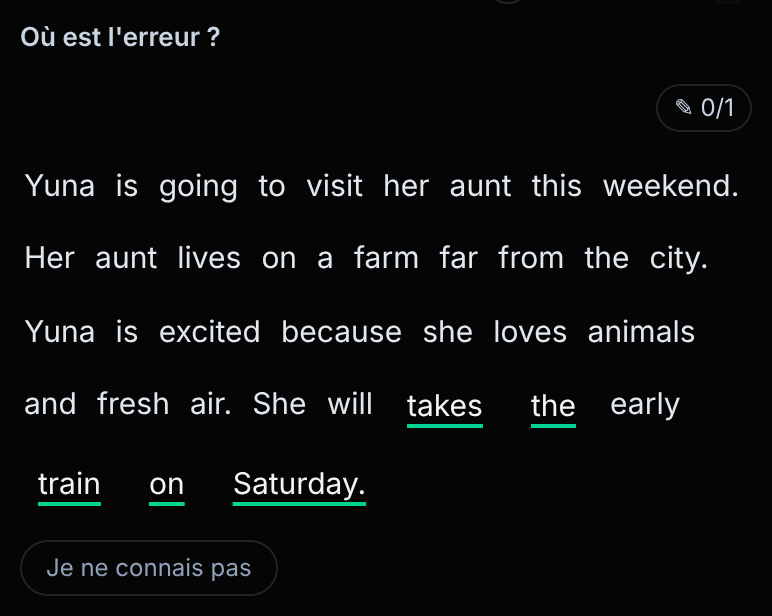 Où est l'erreur ?
✎ 0/1
Yuna is going to visit her aunt this weekend.
Her aunt lives on a farm far from the city.
Yuna is excited because she loves animals
and fresh air. She will takes the early
train on Saturday.
Je ne connais pas